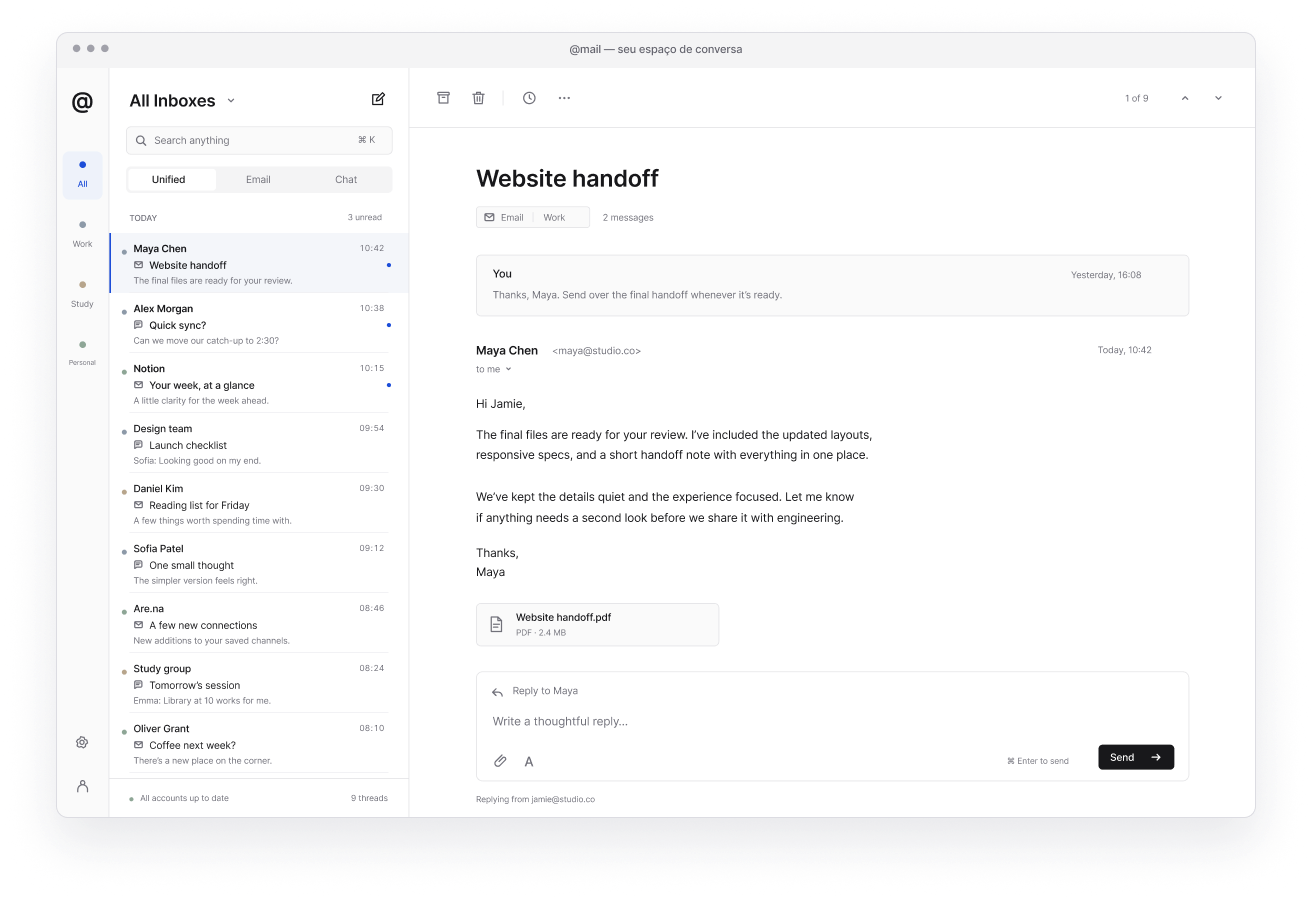 @mail — seu espaço de conversa
@
All
Work
Study
Personal
All Inboxes
Search anything ⌘ K
Unified Email Chat
TODAY 3 unread
Maya Chen 10:42
Website handoff
The final files are ready for your review.
Alex Morgan 10:38
Quick sync?
Can we move our catch-up to 2:30?
Notion 10:15
Your week, at a glance
A little clarity for the week ahead.
Design team 09:54
Launch checklist
Sofia: Looking good on my end.
Daniel Kim 09:30
Reading list for Friday
A few things worth spending time with.
Sofia Patel 09:12
One small thought
The simpler version feels right.
Are.na 08:46
A few new connections
New additions to your saved channels.
Study group 08:24
Tomorrow’s session
Emma: Library at 10 works for me.
Oliver Grant 08:10
Coffee next week?
There’s a new place on the corner.
All accounts up to date 9 threads
1 of 9
Website handoff
Email Work 2 messages
You Yesterday, 16:08
Thanks, Maya. Send over the final handoff whenever it’s ready.
Maya Chen <maya@studio.co> Today, 10:42
to me
Hi Jamie,
The final files are ready for your review. I’ve included the updated layouts,
responsive specs, and a short handoff note with everything in one place.
We’ve kept the details quiet and the experience focused. Let me know
if anything needs a second look before we share it with engineering.
Thanks,
Maya
Website handoff.pdf
PDF · 2.4 MB
Reply to Maya
Write a thoughtful reply...
A ⌘ Enter to send Send →
Replying from jamie@studio.co